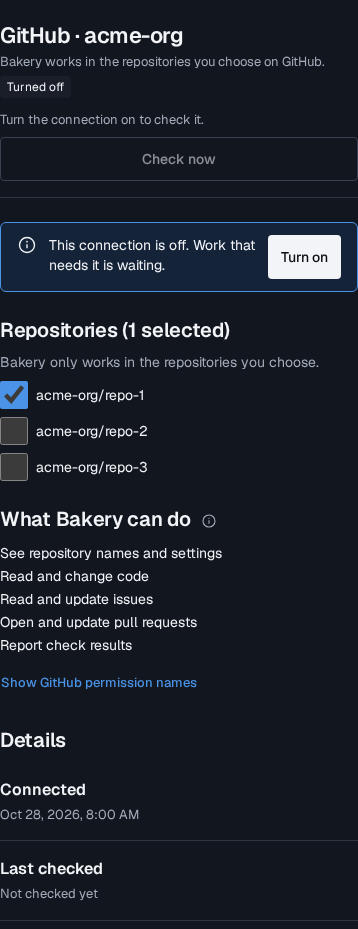 GitHub · acme-org
Bakery works in the repositories you choose on GitHub.
Turned off
Turn the connection on to check it.
Check now
This connection is off. Work that
needs it is waiting.
Turn on
Repositories (1 selected)
Bakery only works in the repositories you choose.
acme-org/repo-1
acme-org/repo-2
acme-org/repo-3
What Bakery can do
See repository names and settings
Read and change code
Read and update issues
Open and update pull requests
Report check results
Show GitHub permission names
Details
Connected
Oct 28, 2026, 8:00 AM
Last checked
Not checked yet